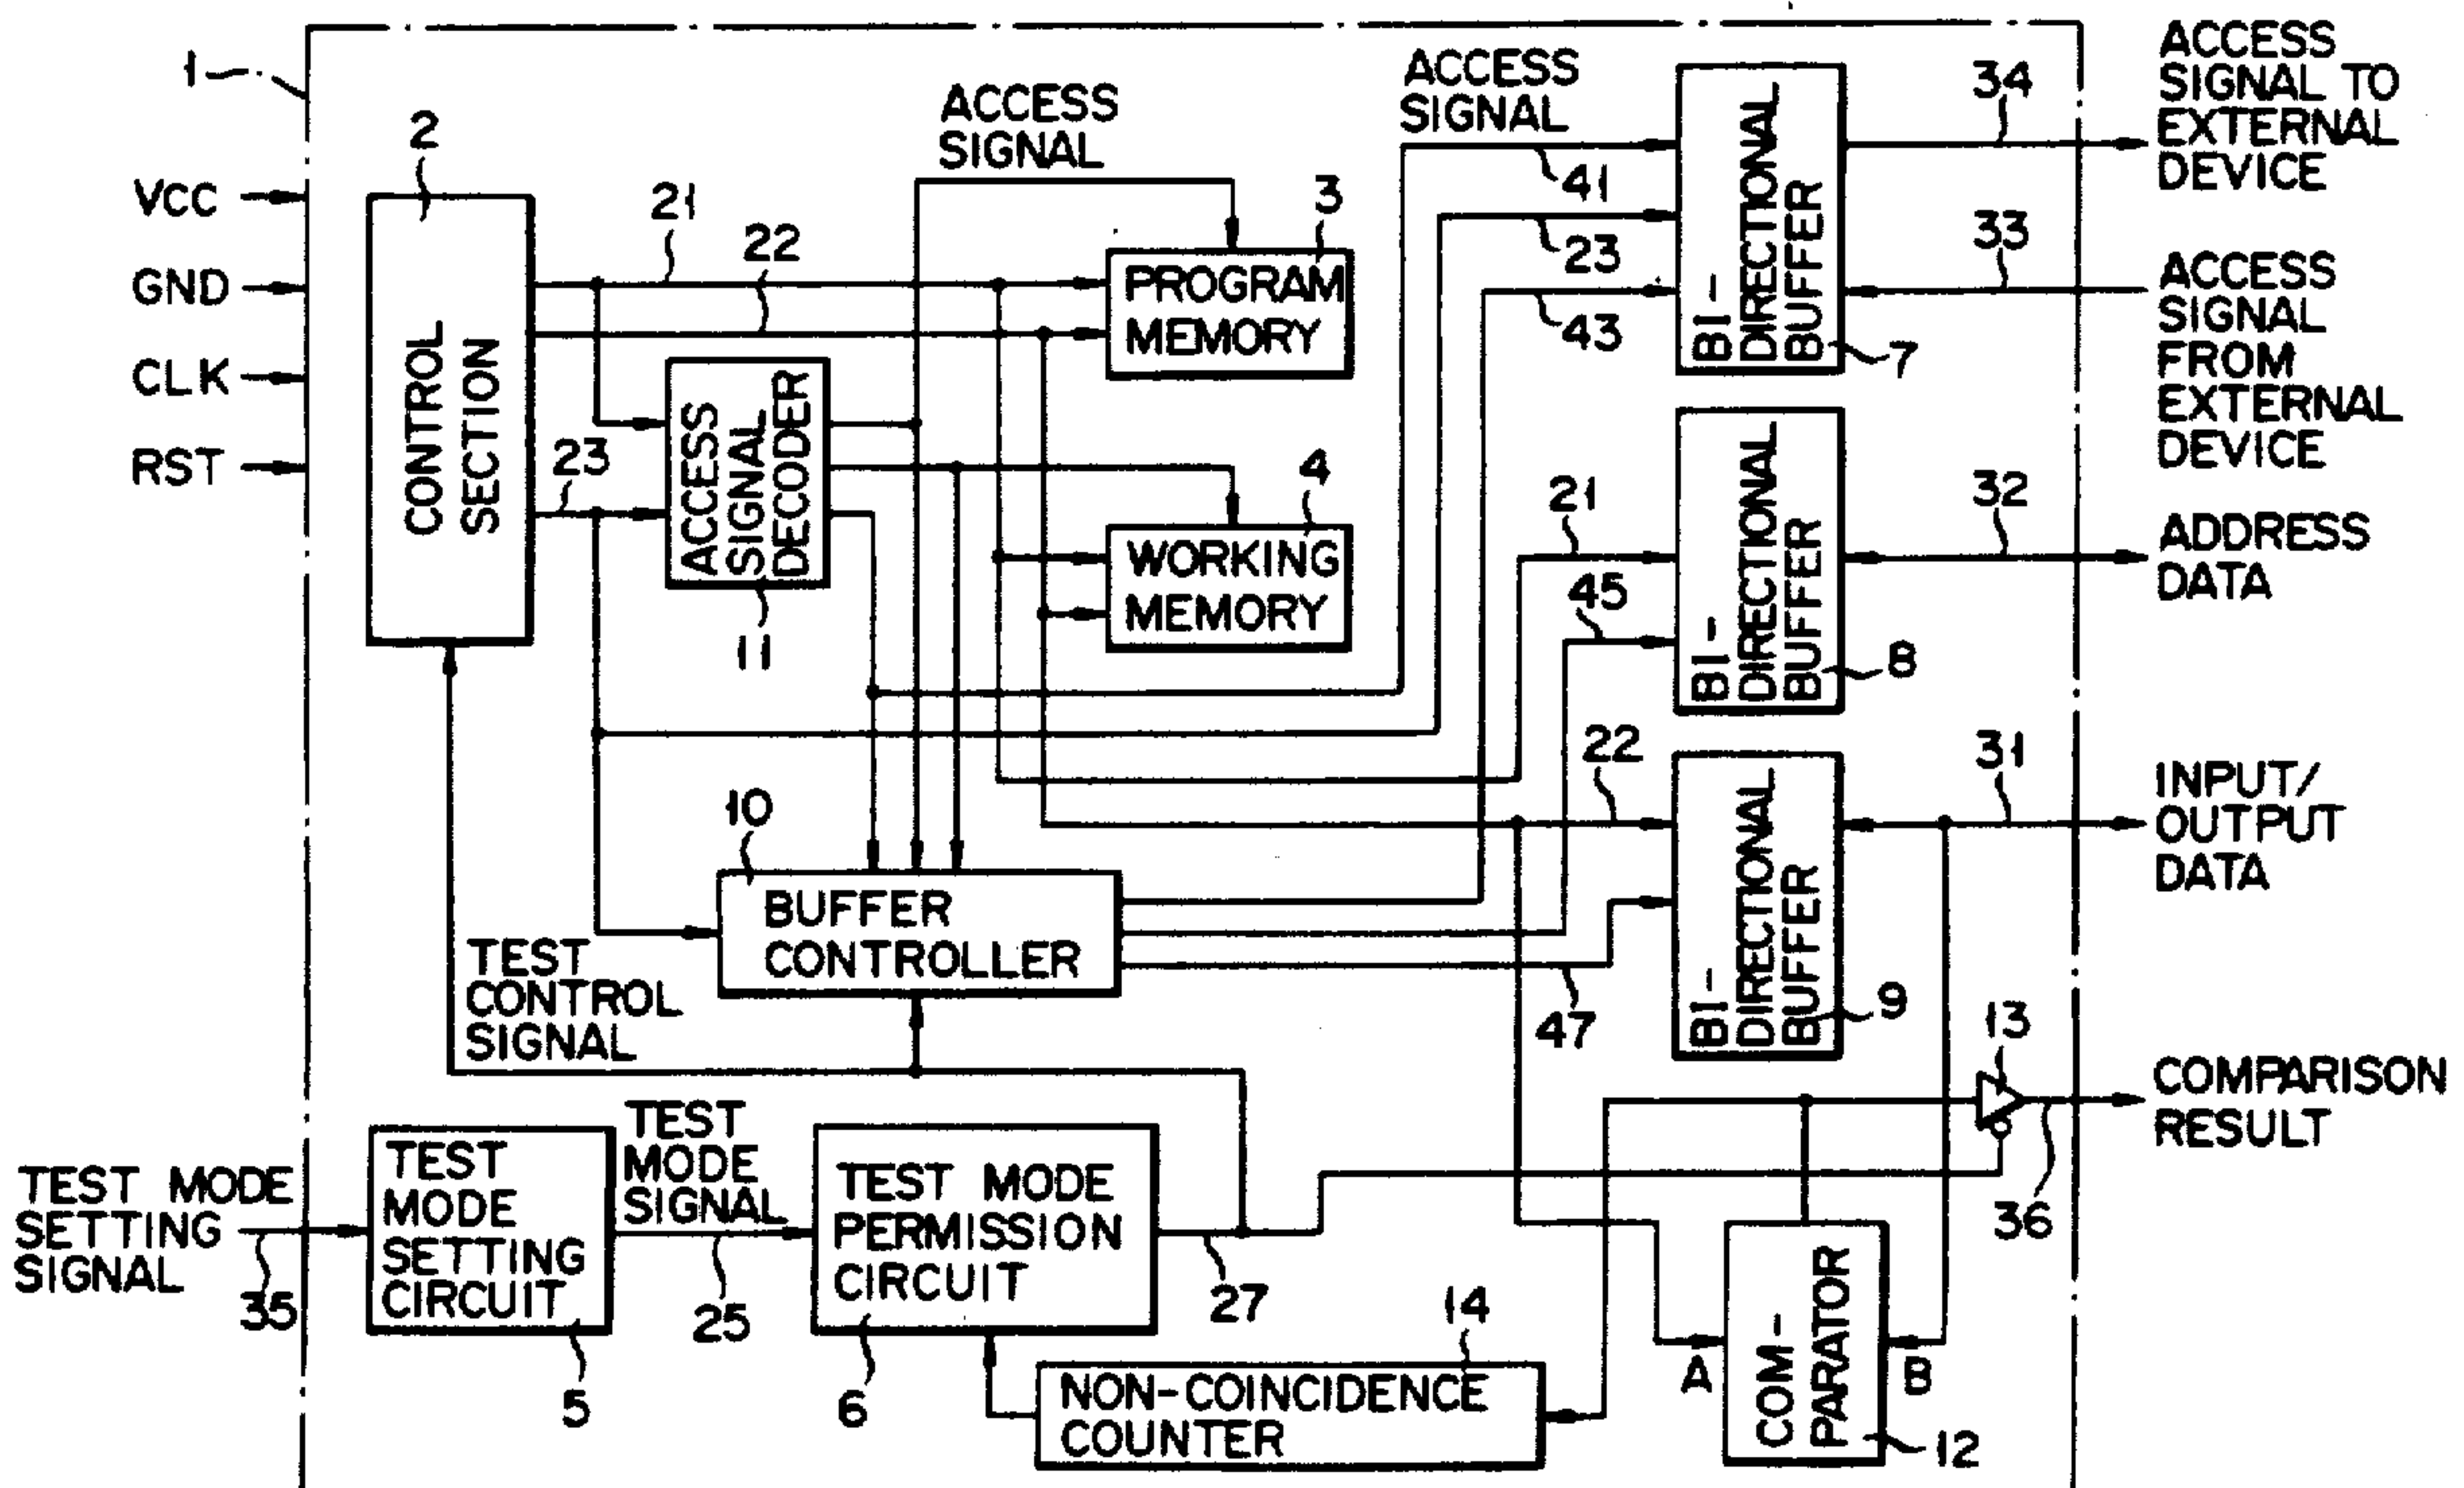 1
2
VCC
GND
CLK
RST
CONTROL
SECTION
21
22
23
ACCESS
SIGNAL
3
PROGRAM
MEMORY
ACCESS
SIGNAL
DECODER
11
4
WORKING
MEMORY
ACCESS
SIGNAL
41
23
43
BI-
DIRECTIONAL
BUFFER
7
34
ACCESS
SIGNAL TO
EXTERNAL
DEVICE
33
ACCESS
SIGNAL
FROM
EXTERNAL
DEVICE
21
45
BI-
DIRECTIONAL
BUFFER
8
32
ADDRESS
DATA
22
47
BI-
DIRECTIONAL
BUFFER
9
31
INPUT/
OUTPUT
DATA
10
BUFFER
CONTROLLER
TEST
CONTROL
SIGNAL
13
COMPARISON
RESULT
36
TEST MODE
SETTING
SIGNAL
35
TEST
MODE
SETTING
CIRCUIT
5
TEST
MODE
SIGNAL
25
TEST MODE
PERMISSION
CIRCUIT
6
27
14
NON-COINCIDENCE
COUNTER
A
COM-
PARATOR
B
12